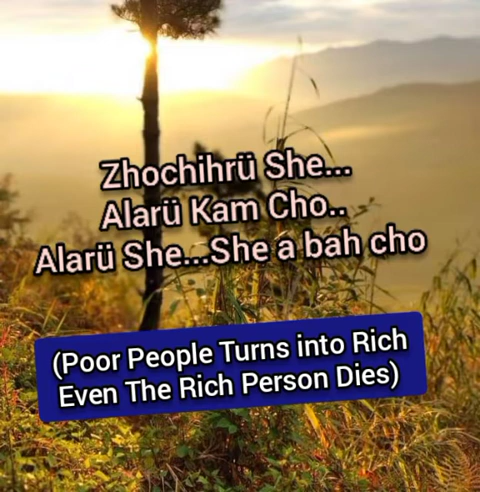 Zhochihrü She...
Alarü Kam Cho..
Alarü She...She a bah cho
(Poor People Turns into Rich
Even The Rich Person Dies)